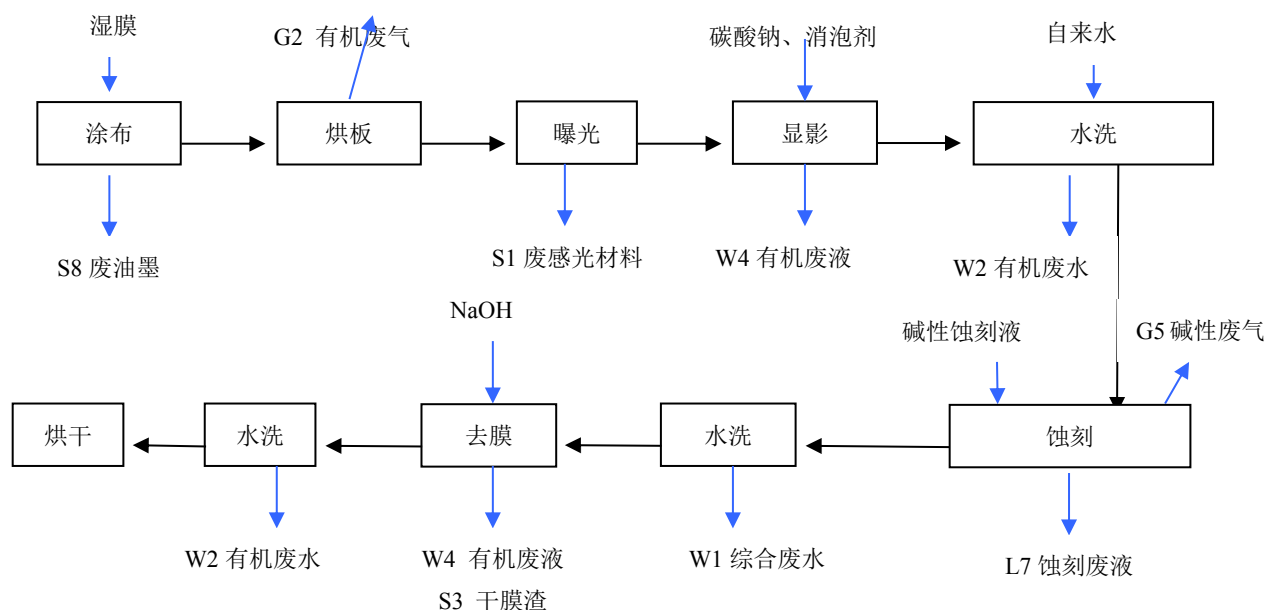 湿膜
G2 有机废气
碳酸钠、消泡剂
自来水
涂布
烘板
曝光
显影
水洗
S8 废油墨
S1 废感光材料
W4 有机废液
W2 有机废水
NaOH
碱性蚀刻液
G5 碱性废气
烘干
水洗
去膜
水洗
蚀刻
W2 有机废水
W4 有机废液
S3 干膜渣
W1 综合废水
L7 蚀刻废液